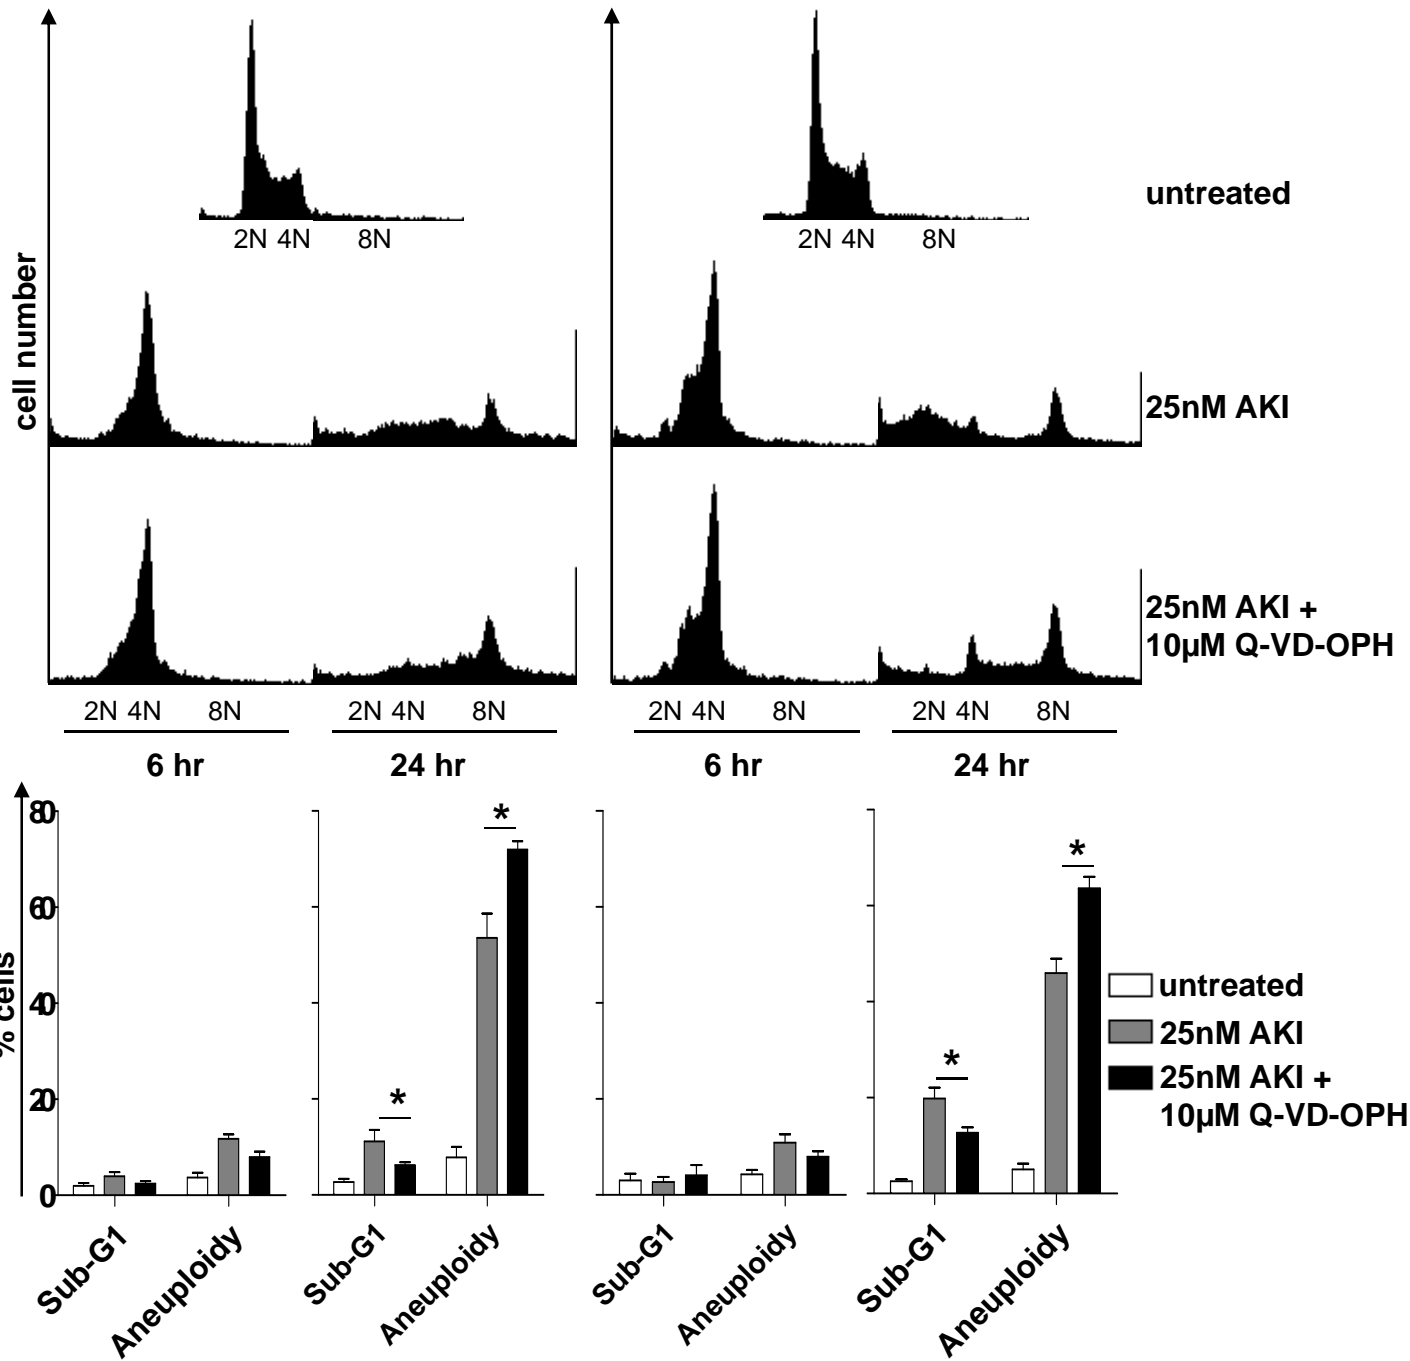 cell number
2N 4N 8N
2N 4N 8N
untreated
25nM AKI
25nM AKI +
10µM Q-VD-OPH
2N 4N 8N 2N 4N 8N 2N 4N 8N 2N 4N 8N
6 hr 24 hr 6 hr 24 hr
% cells
80
60
40
20
0
* * * *
untreated
25nM AKI
25nM AKI +
10µM Q-VD-OPH
Sub-G1 Aneuploidy Sub-G1 Aneuploidy Sub-G1 Aneuploidy Sub-G1 Aneuploidy